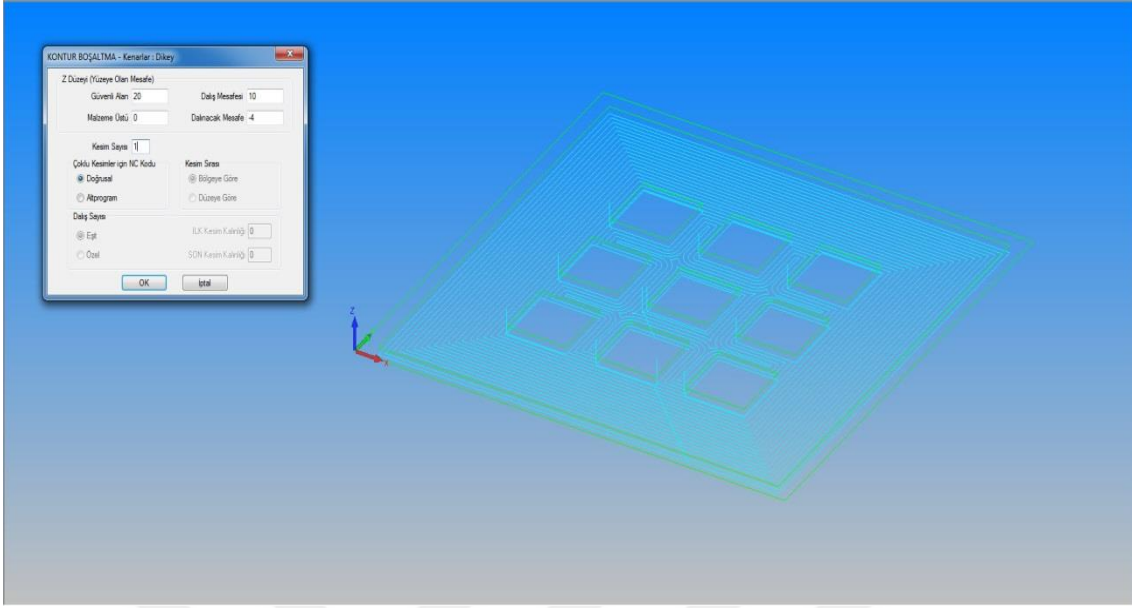 KONTUR BOŞALTMA - Kenarlar : Dikey
Z Düzeyi (Yüzeye Olan Mesafe)
Güvenli Alan 20 Dalış Mesafesi 10
Malzeme Üstü 0 Dalınacak Mesafe -4
Kesim Sayısı 1
Çoklu Kesimler için NC Kodu Kesim Sırası
Doğrusal Bölgeye Göre
Altprogram Düzeye Göre
Dalış Sayısı
Eşit İLK Kesim Kalınlığı 0
Özel SON Kesim Kalınlığı 0
OK İptal
Z
X